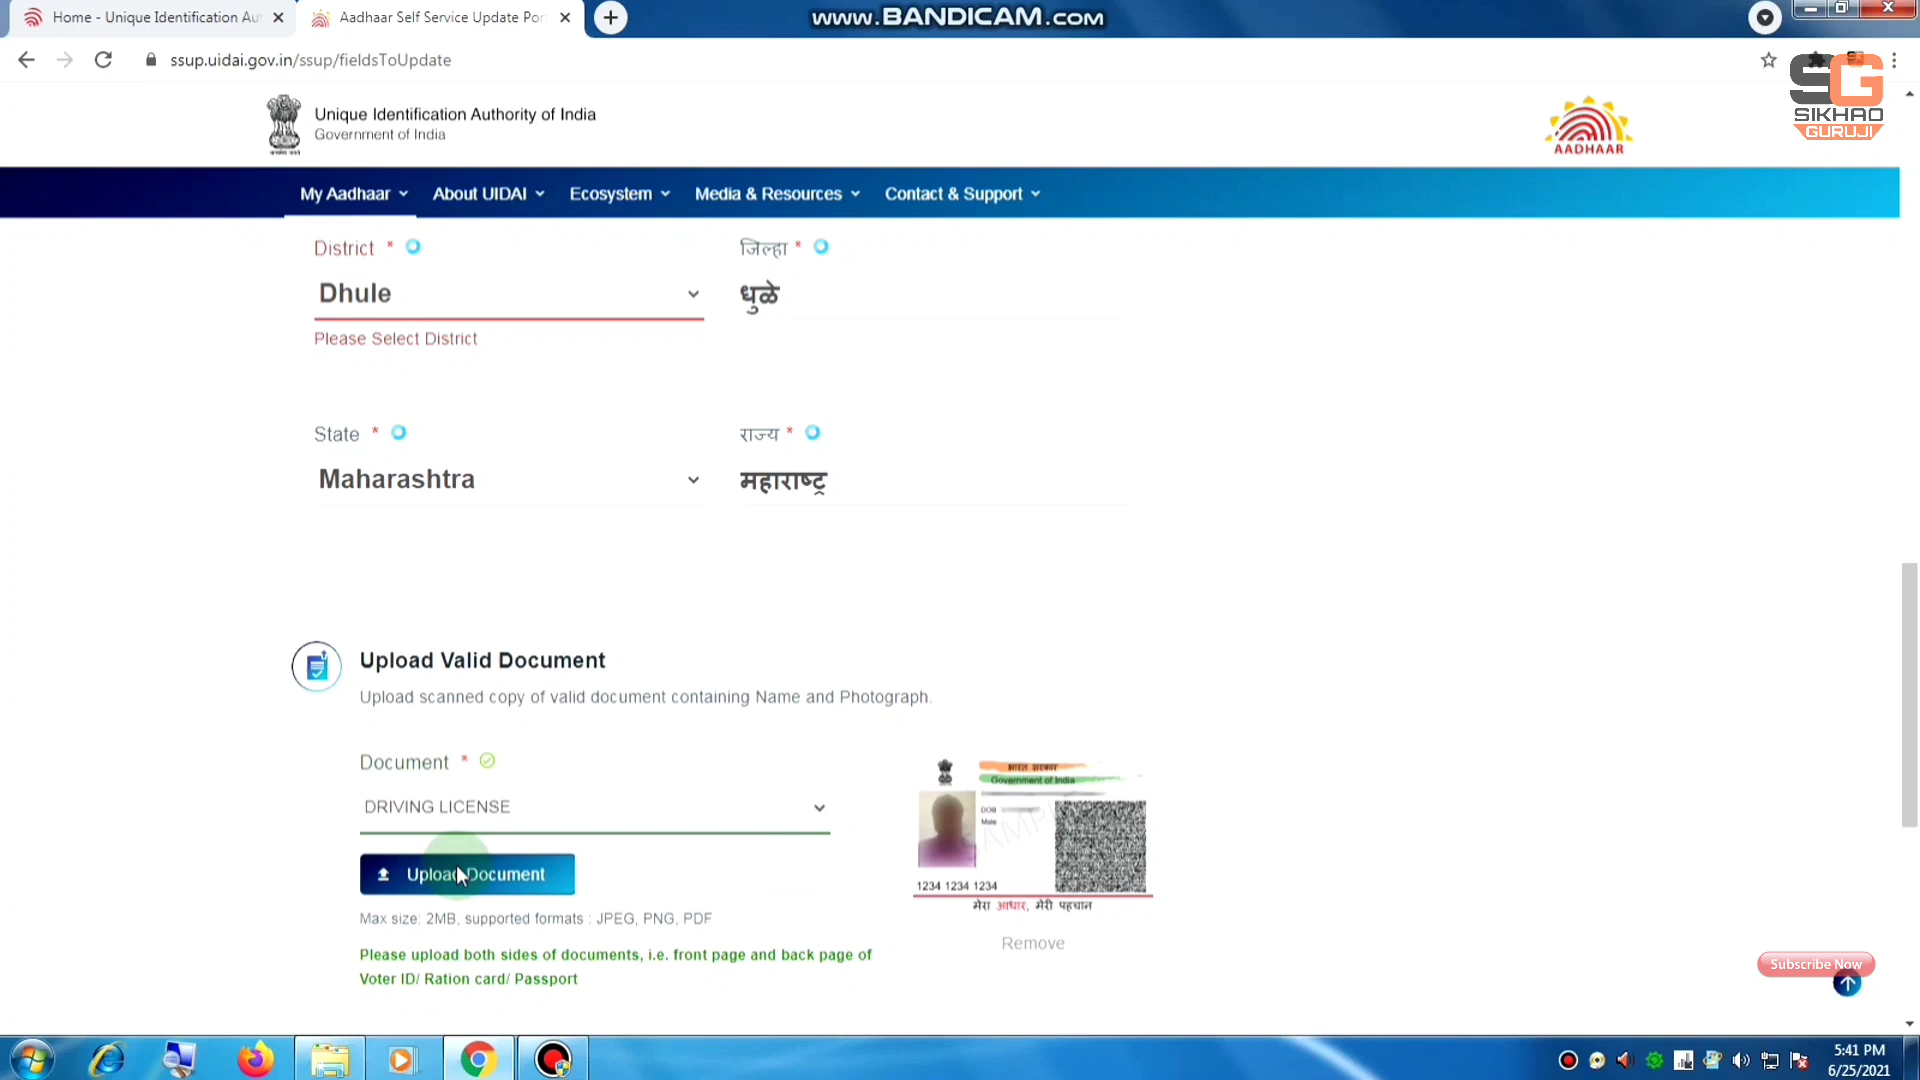 Home - Unique Identification Au
Aadhaar Self Service Update Por
www.BANDICAM.com
ssup.uidai.gov.in/ssup/fieldsToUpdate
SG
SIKHAO
GURUJI
Unique Identification Authority of India
Government of India
AADHAAR
My Aadhaar
About UIDAI
Ecosystem
Media & Resources
Contact & Support
District *
जिल्हा *
Dhule
धुळे
Please Select District
State *
राज्य *
Maharashtra
महाराष्ट्र
Upload Valid Document
Upload scanned copy of valid document containing Name and Photograph.
Document *
DRIVING LICENSE
Upload Document
Max size: 2MB, supported formats : JPEG, PNG, PDF
Please upload both sides of documents, i.e. front page and back page of
Voter ID/ Ration card/ Passport
भारत सरकार
Government of India
DOB
Male
1234 1234 1234
मेरा आधार, मेरी पहचान
Remove
Subscribe Now
5:41 PM
6/25/2021